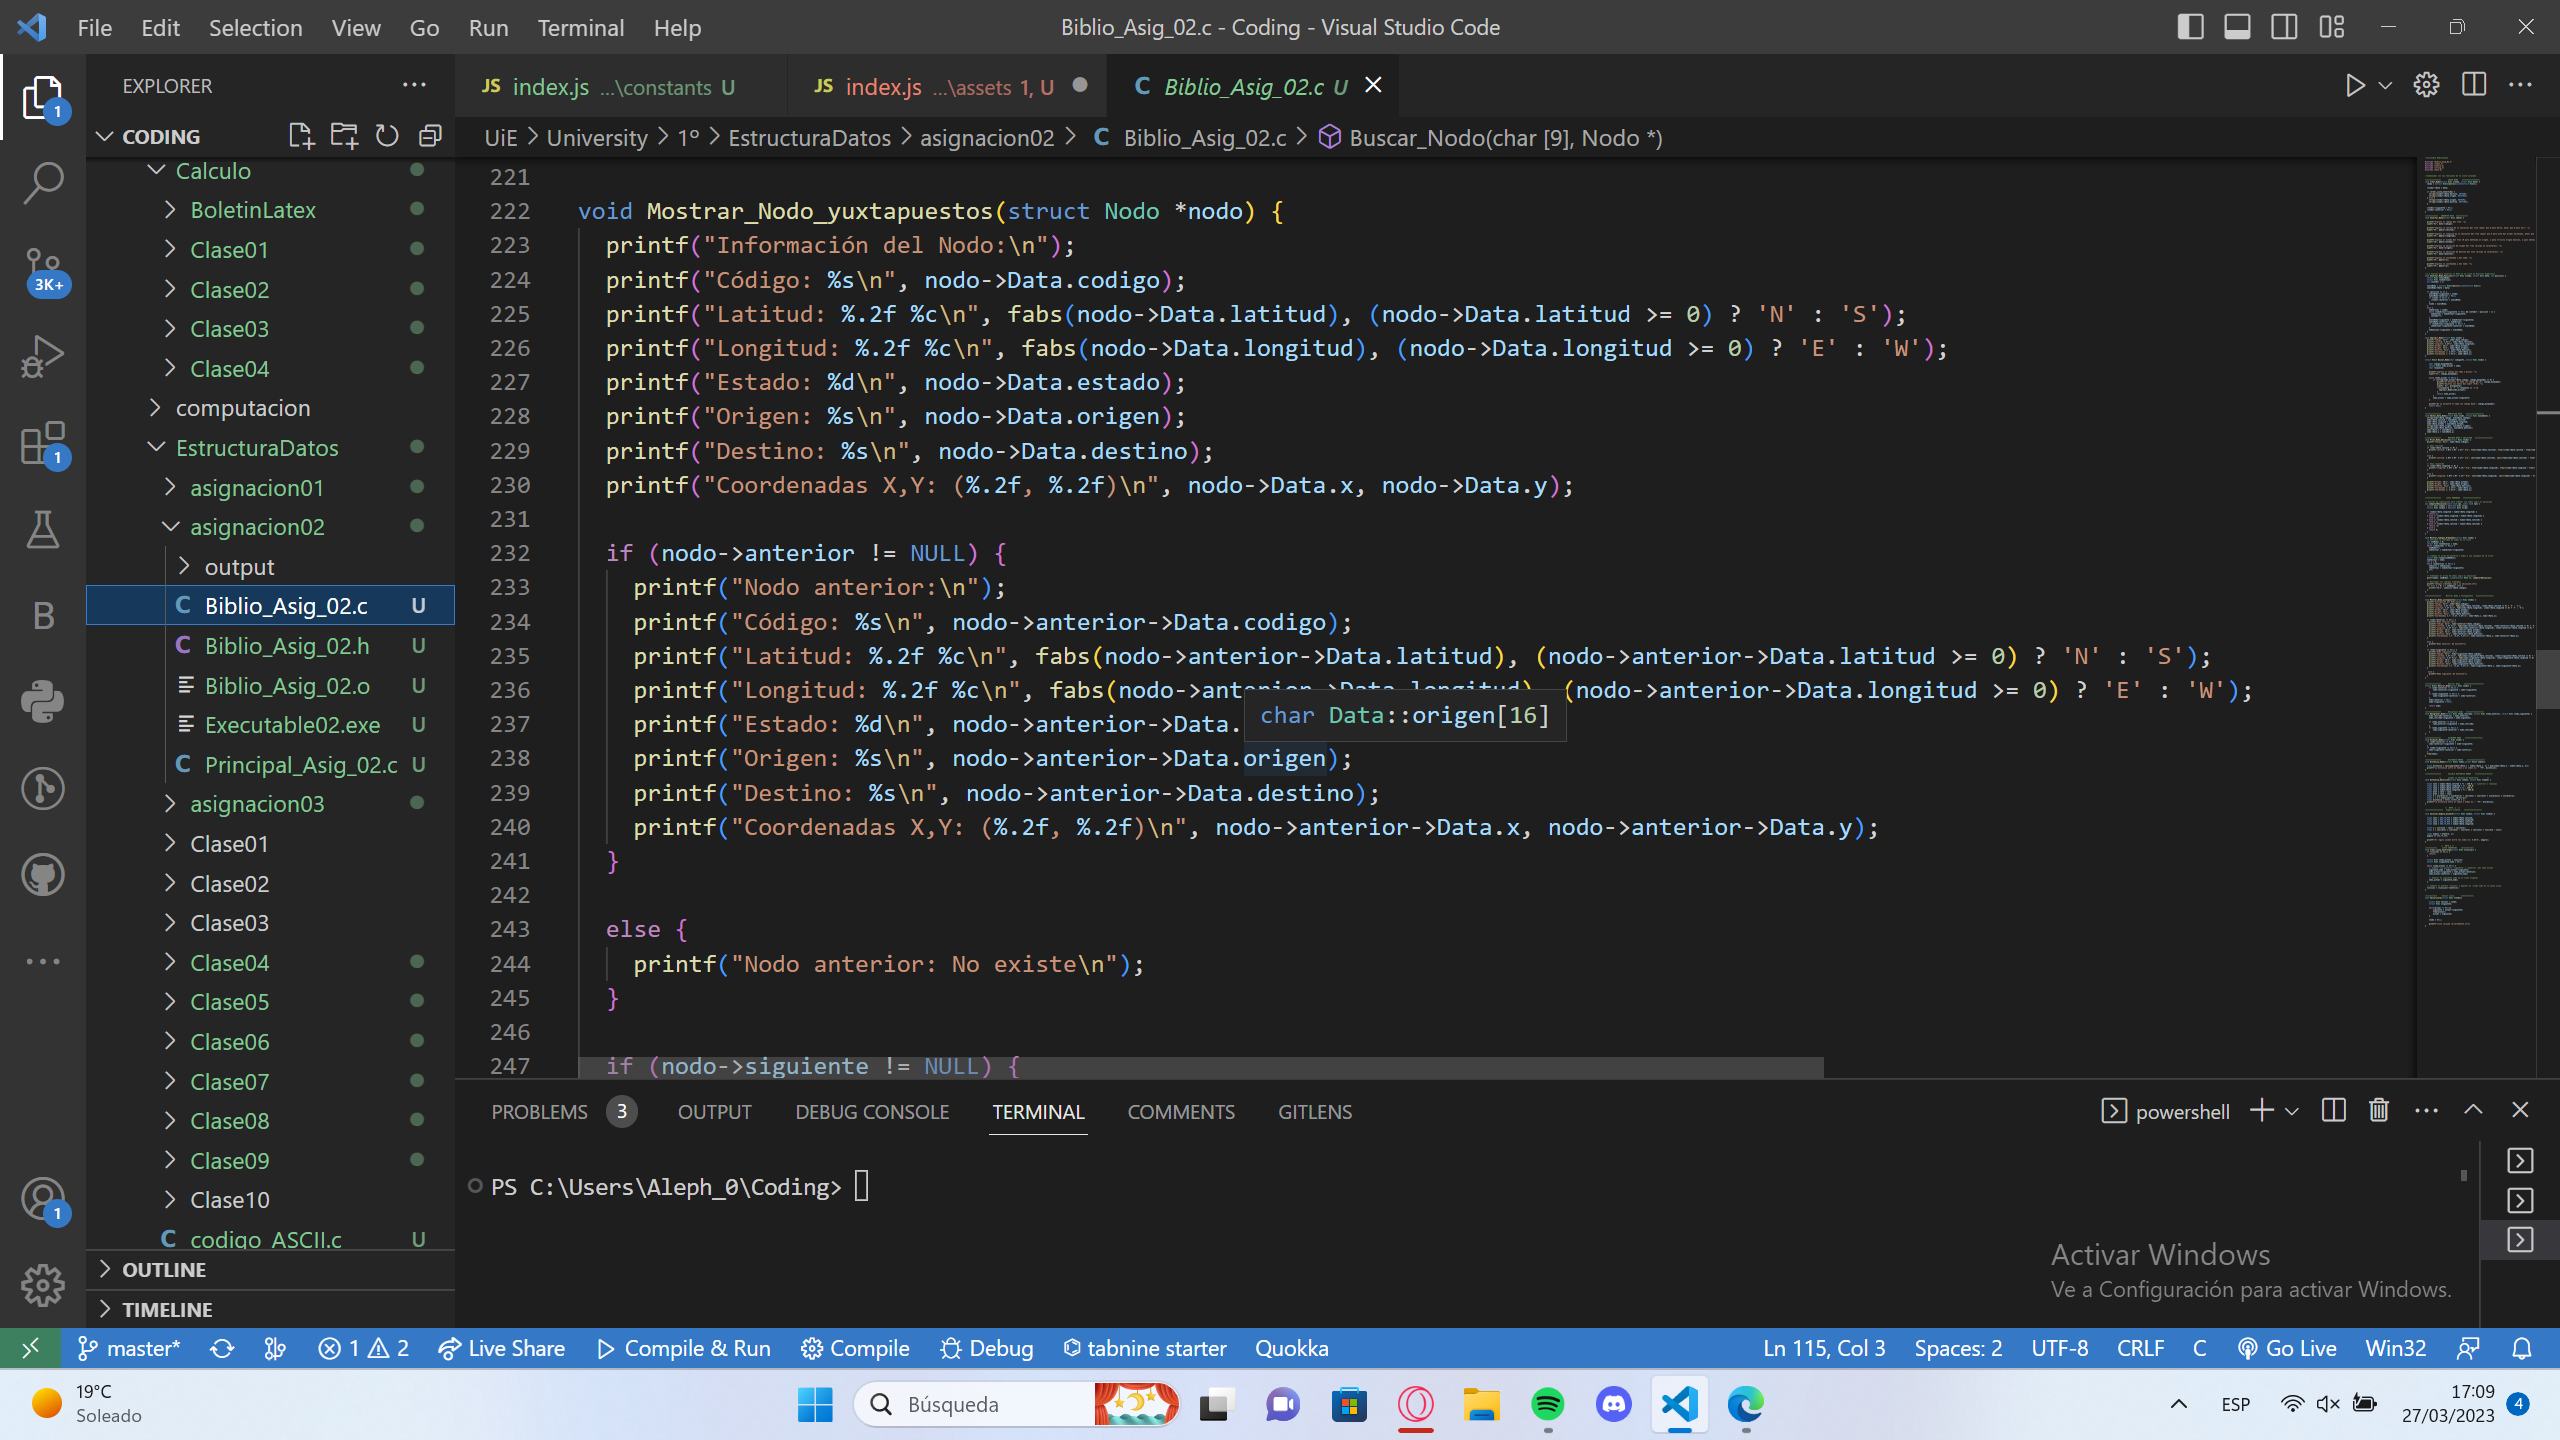 File Edit Selection View Go Run Terminal Help
Biblio_Asig_02.c - Coding - Visual Studio Code
EXPLORER
JS index.js ...\constants U
JS index.js ...\assets 1, U
C Biblio_Asig_02.c U
1
CODING
UiE > University > 1º > EstructuraDatos > asignacion02 > C Biblio_Asig_02.c > Buscar_Nodo(char [9], Nodo *)
Calculo
BoletinLatex
Clase01
Clase02
Clase03
Clase04
computacion
EstructuraDatos
asignacion01
asignacion02
output
C Biblio_Asig_02.c U
C Biblio_Asig_02.h U
Biblio_Asig_02.o U
Executable02.exe U
C Principal_Asig_02.c U
asignacion03
Clase01
Clase02
Clase03
Clase04
Clase05
Clase06
Clase07
Clase08
Clase09
Clase10
C codigo_ASCII.c U
OUTLINE
TIMELINE
3K+
1
B
1
221
222 void Mostrar_Nodo_yuxtapuestos(struct Nodo *nodo) {
223 printf("Información del Nodo:\n");
224 printf("Código: %s\n", nodo->Data.codigo);
225 printf("Latitud: %.2f %c\n", fabs(nodo->Data.latitud), (nodo->Data.latitud >= 0) ? 'N' : 'S');
226 printf("Longitud: %.2f %c\n", fabs(nodo->Data.longitud), (nodo->Data.longitud >= 0) ? 'E' : 'W');
227 printf("Estado: %d\n", nodo->Data.estado);
228 printf("Origen: %s\n", nodo->Data.origen);
229 printf("Destino: %s\n", nodo->Data.destino);
230 printf("Coordenadas X,Y: (%.2f, %.2f)\n", nodo->Data.x, nodo->Data.y);
231
232 if (nodo->anterior != NULL) {
233 printf("Nodo anterior:\n");
234 printf("Código: %s\n", nodo->anterior->Data.codigo);
235 printf("Latitud: %.2f %c\n", fabs(nodo->anterior->Data.latitud), (nodo->anterior->Data.latitud >= 0) ? 'N' : 'S');
236 printf("Longitud: %.2f %c\n", fabs(nodo->anterior->Data.longitud), (nodo->anterior->Data.longitud >= 0) ? 'E' : 'W');
char Data::origen[16]
237 printf("Estado: %d\n", nodo->anterior->Data.
238 printf("Origen: %s\n", nodo->anterior->Data.origen);
239 printf("Destino: %s\n", nodo->anterior->Data.destino);
240 printf("Coordenadas X,Y: (%.2f, %.2f)\n", nodo->anterior->Data.x, nodo->anterior->Data.y);
241 }
242
243 else {
244 printf("Nodo anterior: No existe\n");
245 }
246
247 if (nodo->siguiente != NULL) {
PROBLEMS 3 OUTPUT DEBUG CONSOLE TERMINAL COMMENTS GITLENS
powershell
PS C:\Users\Aleph_0\Coding>
Activar Windows
Ve a Configuración para activar Windows.
master* 1 2 Live Share Compile & Run Compile Debug tabnine starter Quokka
Ln 115, Col 3 Spaces: 2 UTF-8 CRLF C Go Live Win32
19°C
Soleado
Búsqueda
ESP
17:09
27/03/2023
4